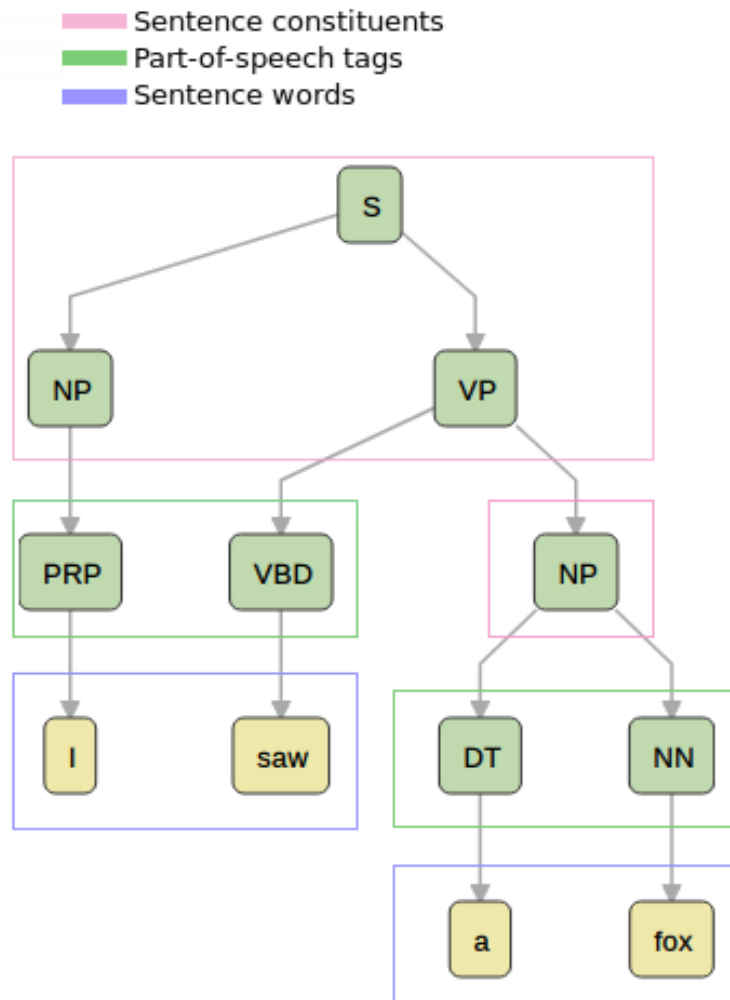 Sentence constituents
Part-of-speech tags
Sentence words
S
NP VP
PRP VBD NP
I saw DT NN
a fox